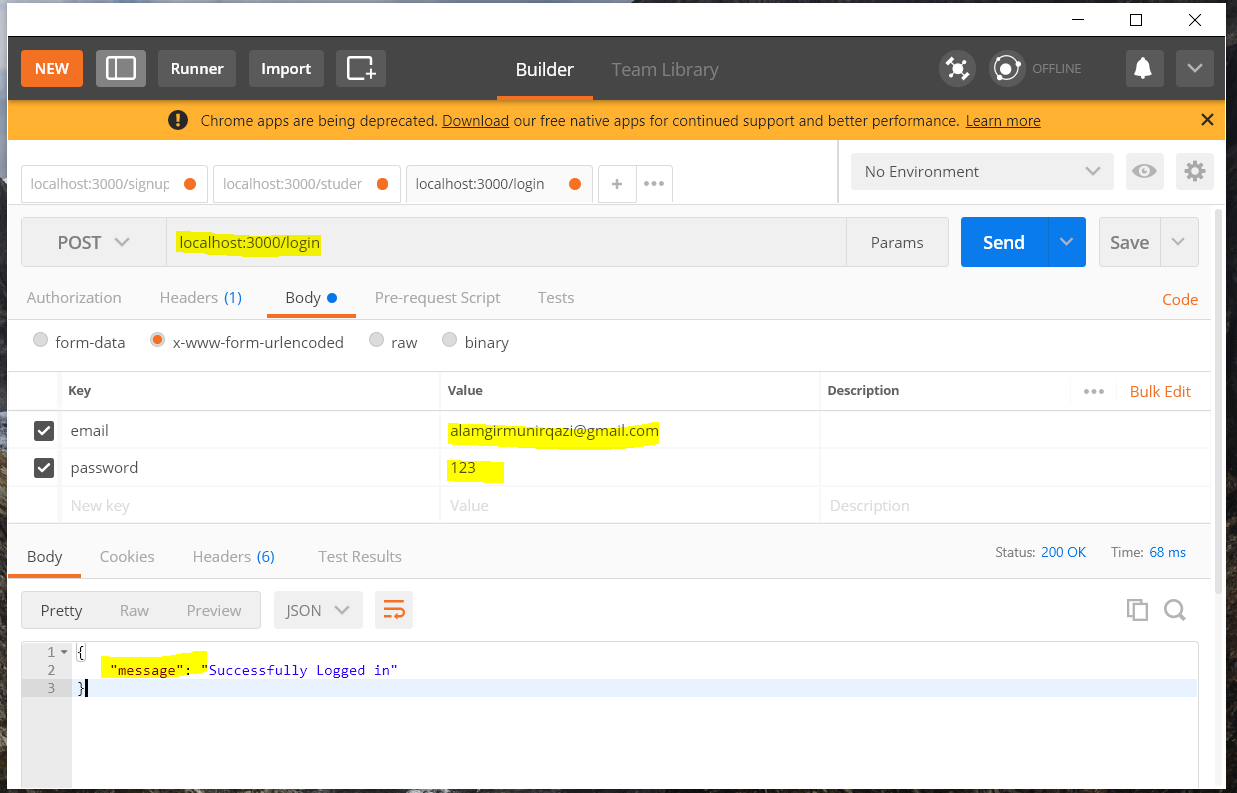 NEW Runner Import Builder Team Library OFFLINE
! Chrome apps are being deprecated. Download our free native apps for continued support and better performance. Learn more
localhost:3000/signup localhost:3000/studer localhost:3000/login + ••• No Environment
POST localhost:3000/login Params Send Save
Authorization Headers (1) Body Pre-request Script Tests Code
form-data x-www-form-urlencoded raw binary
Key Value Description ••• Bulk Edit
email alamgirmunirqazi@gmail.com
password 123
New key Value Description
Body Cookies Headers (6) Test Results Status: 200 OK Time: 68 ms
Pretty Raw Preview JSON
1 {
2 "message": "Successfully Logged in"
3 }